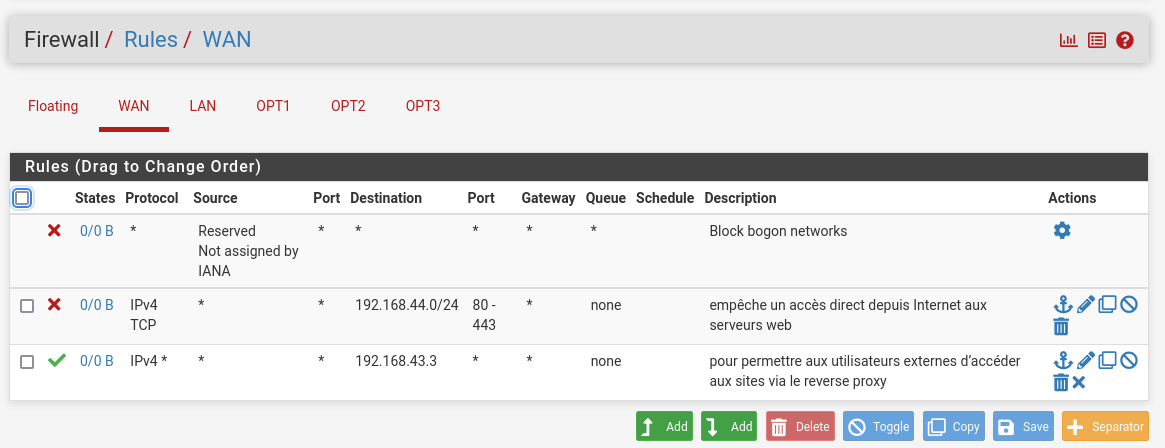 Firewall / Rules / WAN
Floating WAN LAN OPT1 OPT2 OPT3
Rules (Drag to Change Order)
States Protocol Source Port Destination Port Gateway Queue Schedule Description Actions
0/0 B * Reserved * * * * * Block bogon networks
Not assigned by
IANA
0/0 B IPv4 * * 192.168.44.0/24 80 - * none empêche un accès direct depuis Internet aux
TCP 443 serveurs web
0/0 B IPv4 * * * 192.168.43.3 * * none pour permettre aux utilisateurs externes d’accéder
aux sites via le reverse proxy
Add Add Delete Toggle Copy Save Separator